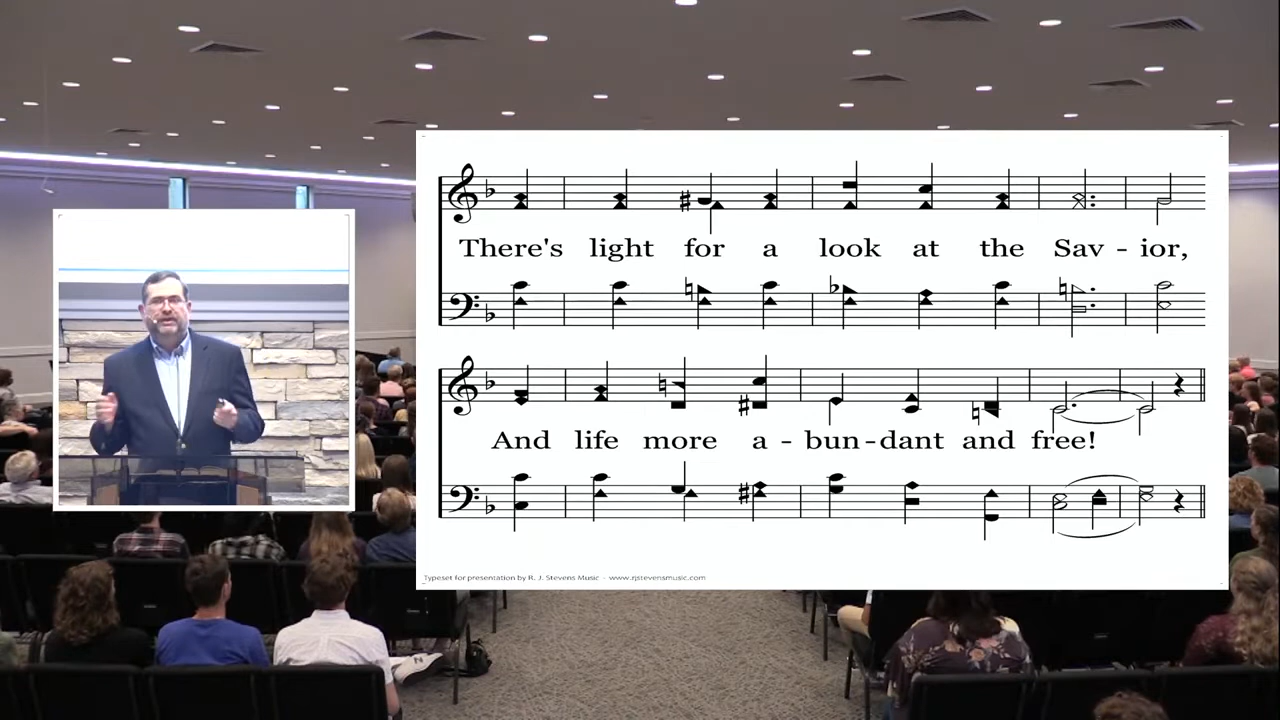 There's light for a look at the Sav - ior,
And life more a - bun - dant and free!
Typeset for presentation by R. J. Stevens Music - www.rjstevensmusic.com